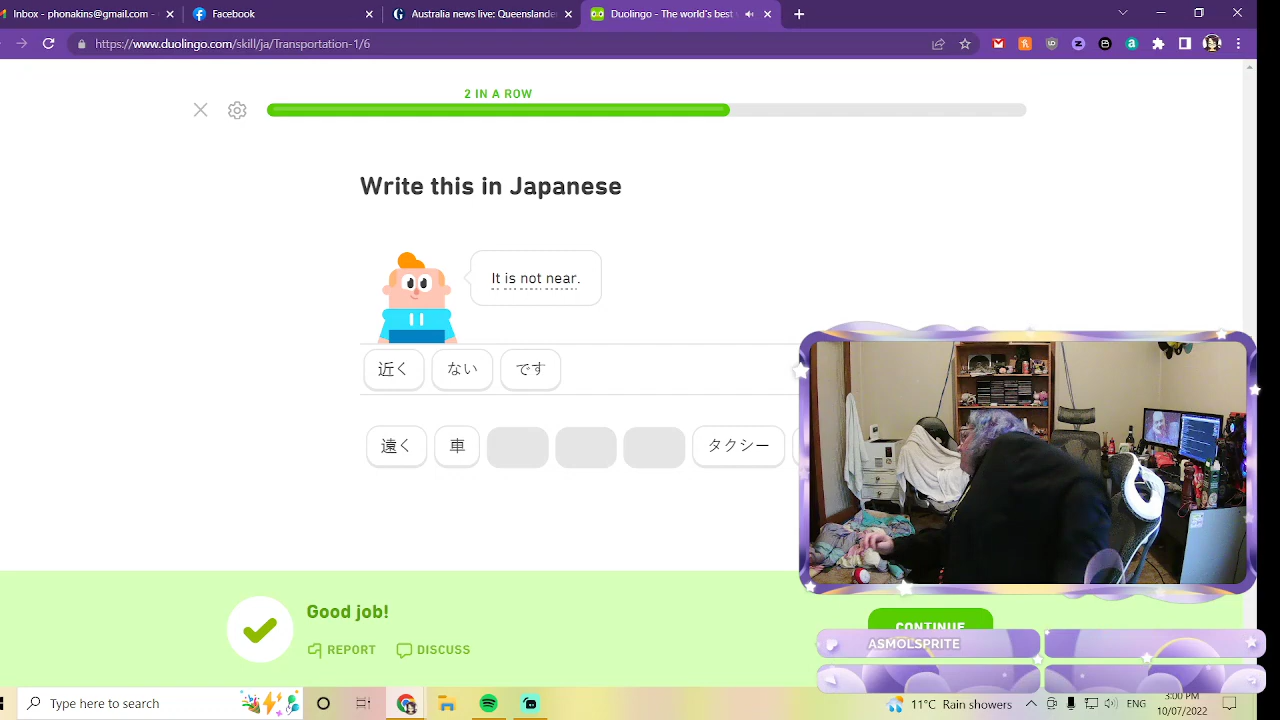 Inbox - phonakins@gmail.com
Facebook
Australia news live: Queenslander
Duolingo - The world's best
https://www.duolingo.com/skill/ja/Transportation-1/6
2 IN A ROW
Write this in Japanese
It is not near.
近く ない です
遠く 車 タクシー
Good job!
REPORT DISCUSS
CONTINUE
ASMOLSPRITE
Type here to search
11°C Rain showers ENG
3:00 PM
10/07/2022